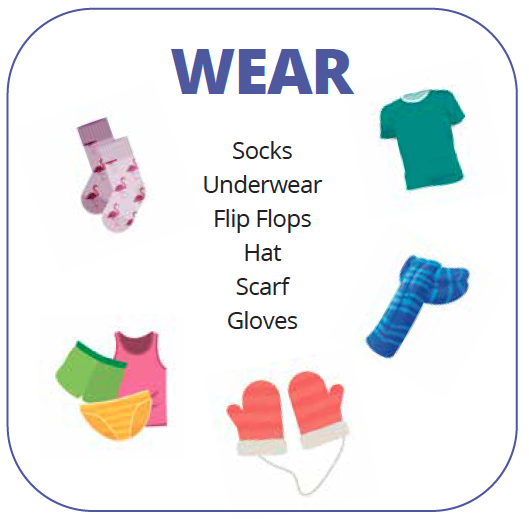 WEAR
Socks
Underwear
Flip Flops
Hat
Scarf
Gloves